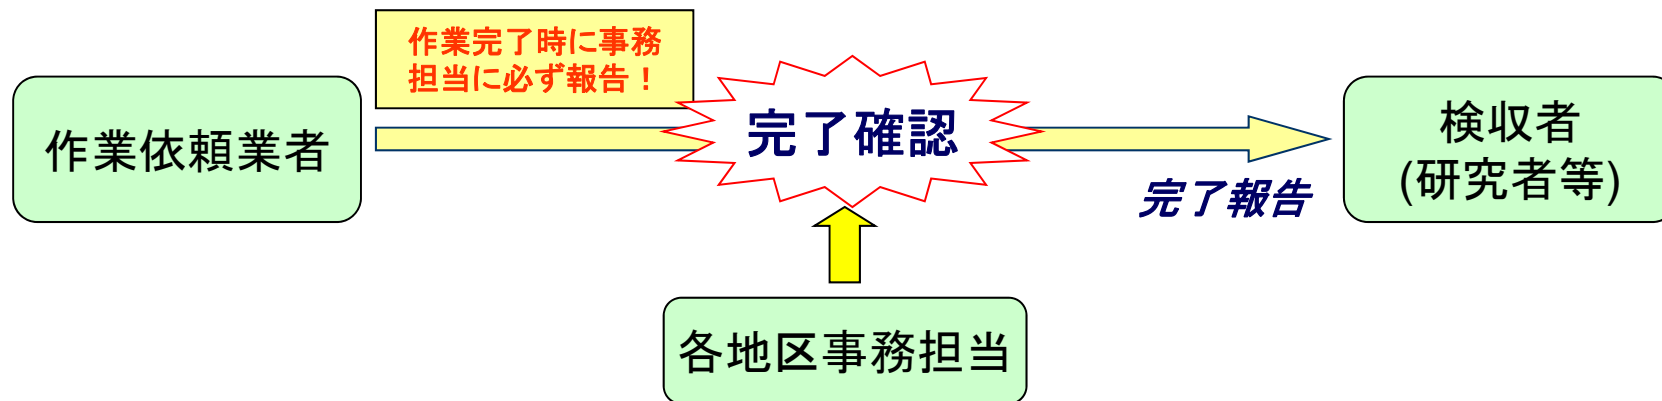 作業完了時に事務
担当に必ず報告！
作業依頼業者
完了確認
完了報告
検収者
(研究者等)
各地区事務担当